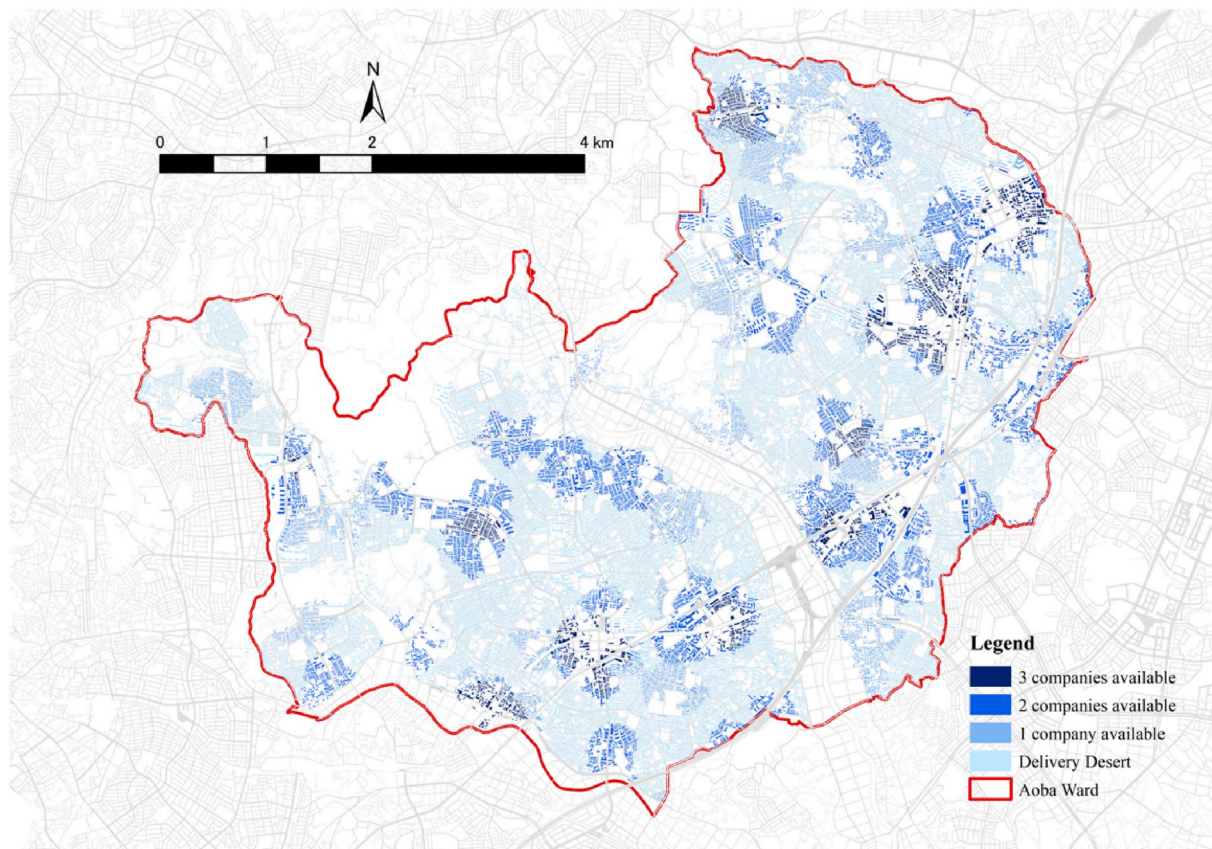 N
0 1 2 4 km
Legend
3 companies available
2 companies available
1 company available
Delivery Desert
Aoba Ward